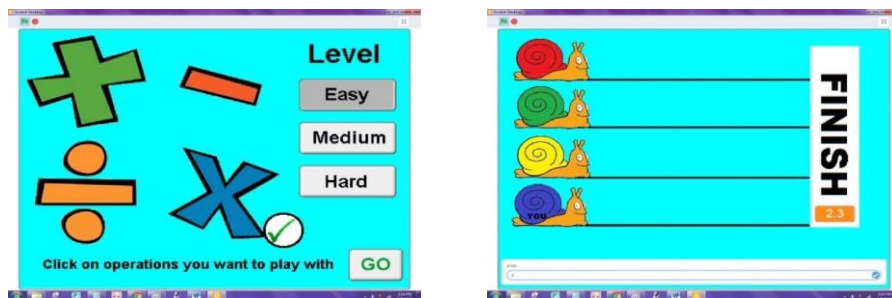 Level
Easy
Medium
Hard
Click on operations you want to play with
GO
FINISH
YOU
2.3